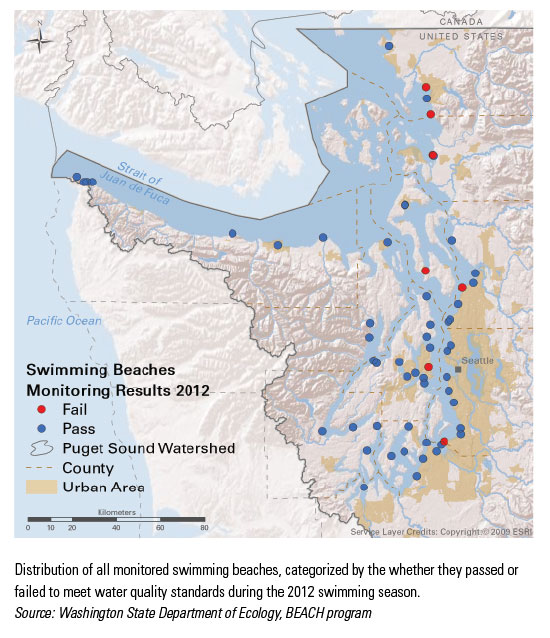 CANADA
UNITED STATES
N
Strait of
Juan de Fuca
Pacific Ocean
Seattle
Swimming Beaches
Monitoring Results 2012
Fail
Pass
Puget Sound Watershed
County
Urban Area
Kilometers
0 10 20 40 60 80
Service Layer Credits: Copyright:© 2009 ESRI
Distribution of all monitored swimming beaches, categorized by the whether they passed or
failed to meet water quality standards during the 2012 swimming season.
Source: Washington State Department of Ecology, BEACH program